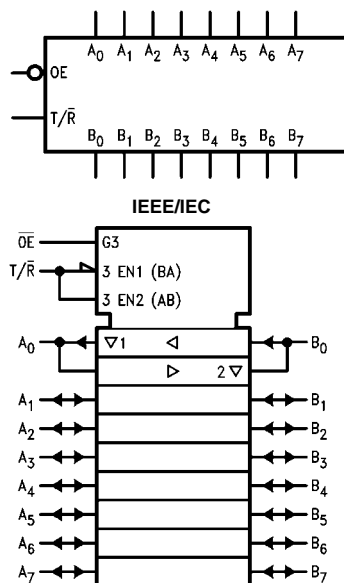 A₀ A₁ A₂ A₃ A₄ A₅ A₆ A₇
OE
T/R̅
B₀ B₁ B₂ B₃ B₄ B₅ B₆ B₇
IEEE/IEC
O̅E̅ G3
T/R̅ 3 EN1 (BA)
3 EN2 (AB)
A₀ ▽1 ◁ B₀
▷ 2▽
A₁ B₁
A₂ B₂
A₃ B₃
A₄ B₄
A₅ B₅
A₆ B₆
A₇ B₇